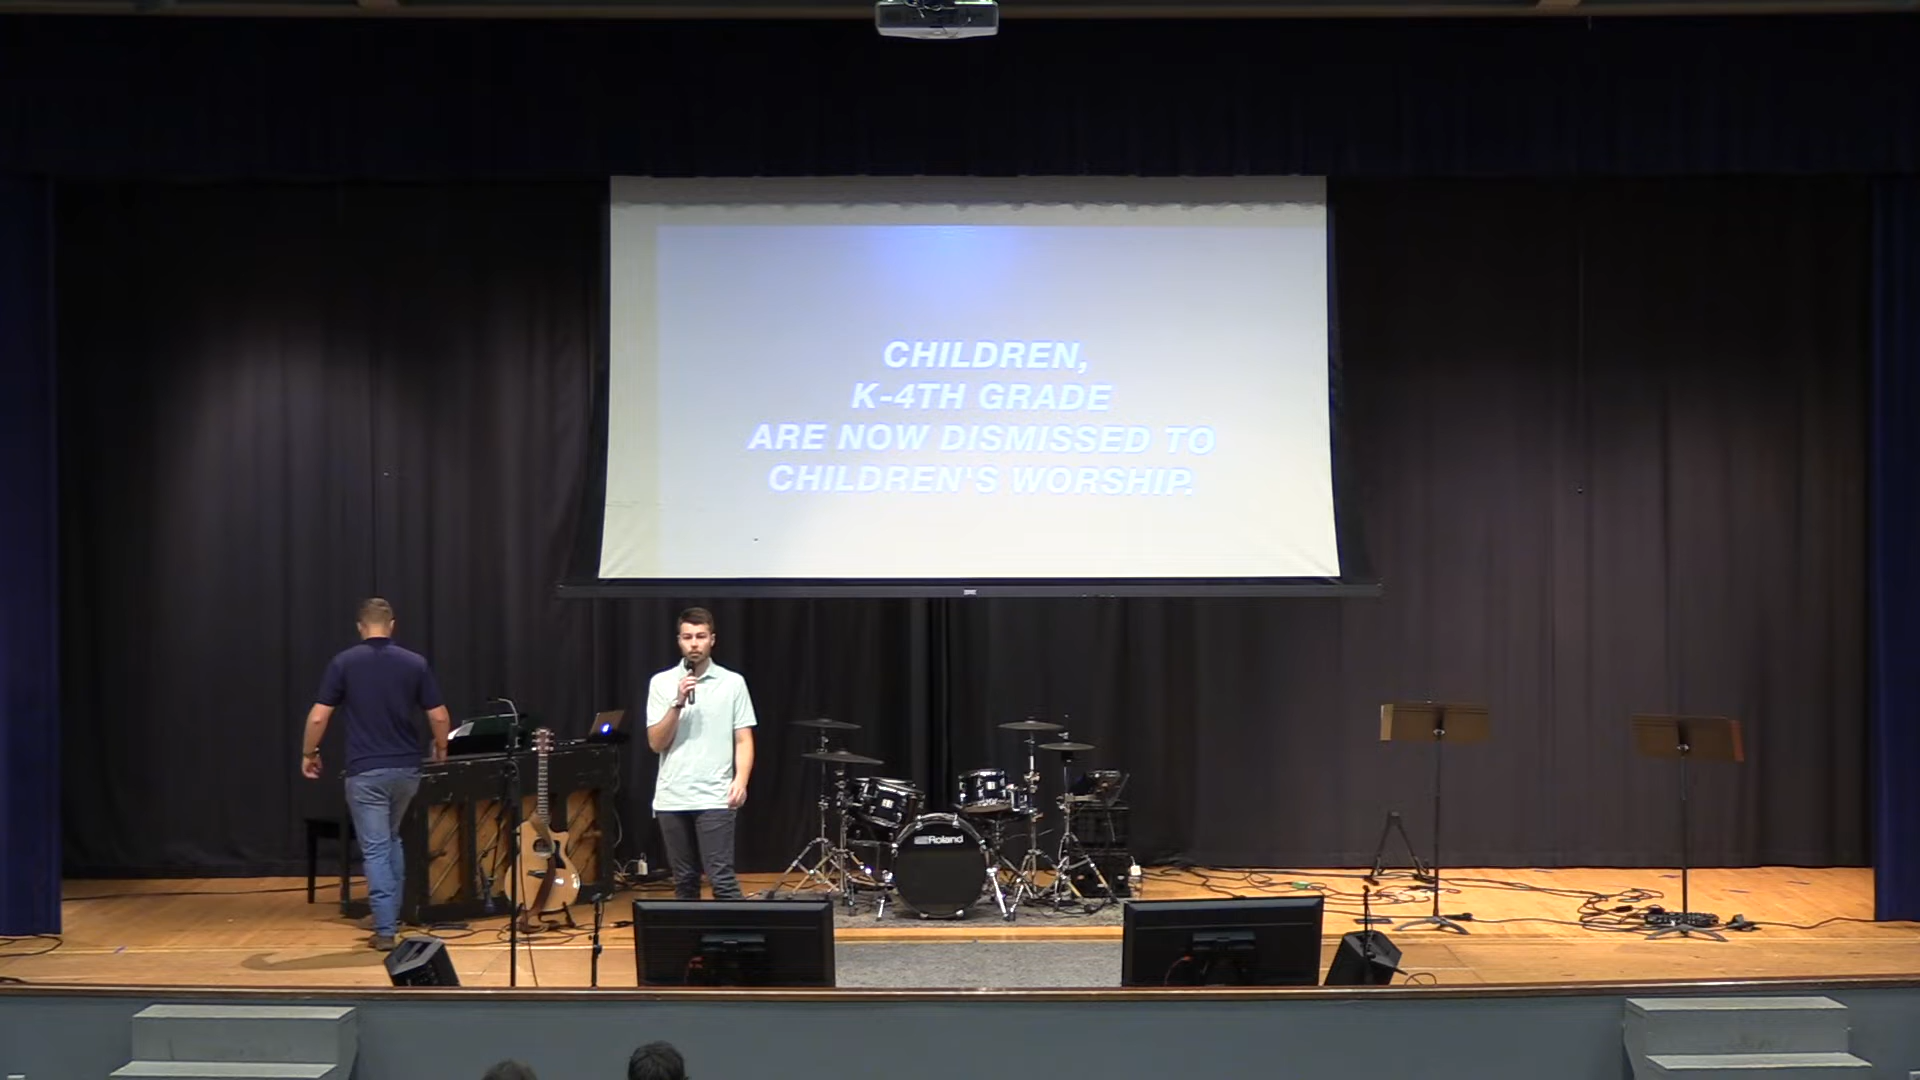 CHILDREN,
K-4TH GRADE
ARE NOW DISMISSED TO
CHILDREN'S WORSHIP.
Roland